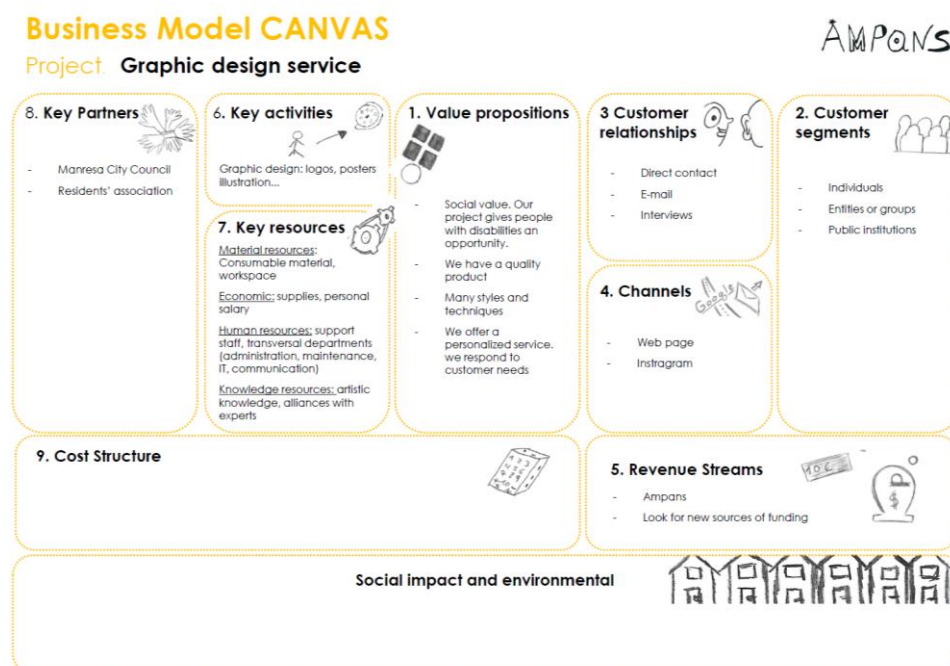 Business Model CANVAS
AMPANS
Project. Graphic design service
8. Key Partners
- Manresa City Council
- Residents' association
6. Key activities
Graphic design: logos, posters
illustration...
7. Key resources
Material resources:
Consumable material,
workspace
Economic: supplies, personal
salary
Human resources: support
staff, transversal departments
(administration, maintenance,
IT, communication)
Knowledge resources: artistic
knowledge, alliances with
experts
1. Value propositions
- Social value. Our
project gives people
with disabilities an
opportunity.
- We have a quality
product
- Many styles and
techniques
- We offer a
personalized service.
we respond to
customer needs
3 Customer
relationships
- Direct contact
- E-mail
- Interviews
4. Channels
Google
- Web page
- Instragram
2. Customer
segments
- Individuals
- Entities or groups
- Public institutions
9. Cost Structure
5. Revenue Streams
10 €
$
- Ampans
- Look for new sources of funding
Social impact and environmental